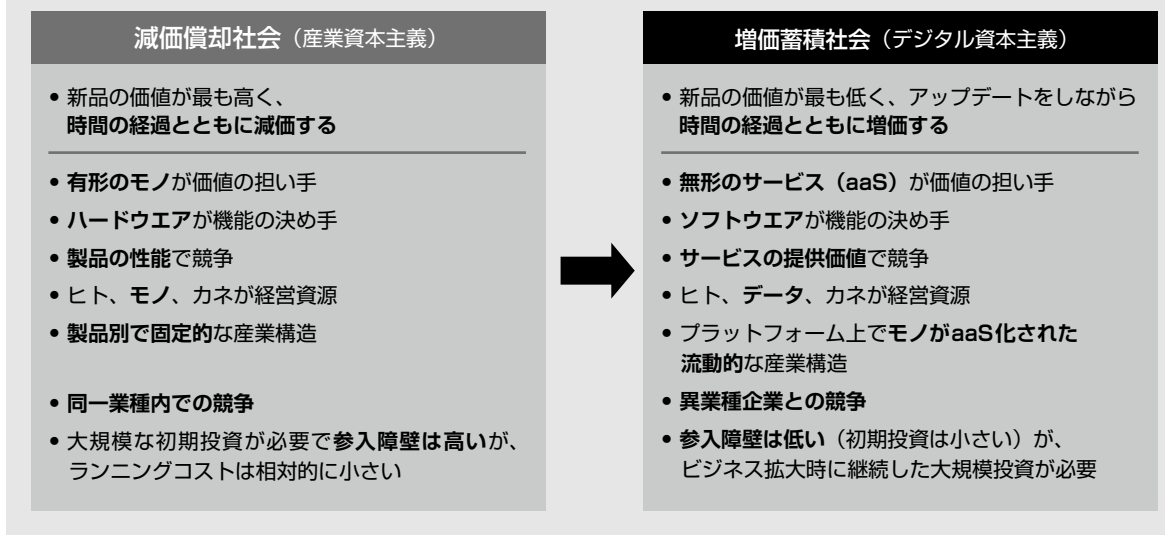 減価償却社会（産業資本主義）
• 新品の価値が最も高く、
時間の経過とともに減価する
• 有形のモノが価値の担い手
• ハードウエアが機能の決め手
• 製品の性能で競争
• ヒト、モノ、カネが経営資源
• 製品別で固定的な産業構造
• 同一業種内での競争
• 大規模な初期投資が必要で参入障壁は高いが、
ランニングコストは相対的に小さい
増価蓄積社会（デジタル資本主義）
• 新品の価値が最も低く、アップデートをしながら
時間の経過とともに増価する
• 無形のサービス（aaS）が価値の担い手
• ソフトウエアが機能の決め手
• サービスの提供価値で競争
• ヒト、データ、カネが経営資源
• プラットフォーム上でモノがaaS化された
流動的な産業構造
• 異業種企業との競争
• 参入障壁は低い（初期投資は小さい）が、
ビジネス拡大時に継続した大規模投資が必要